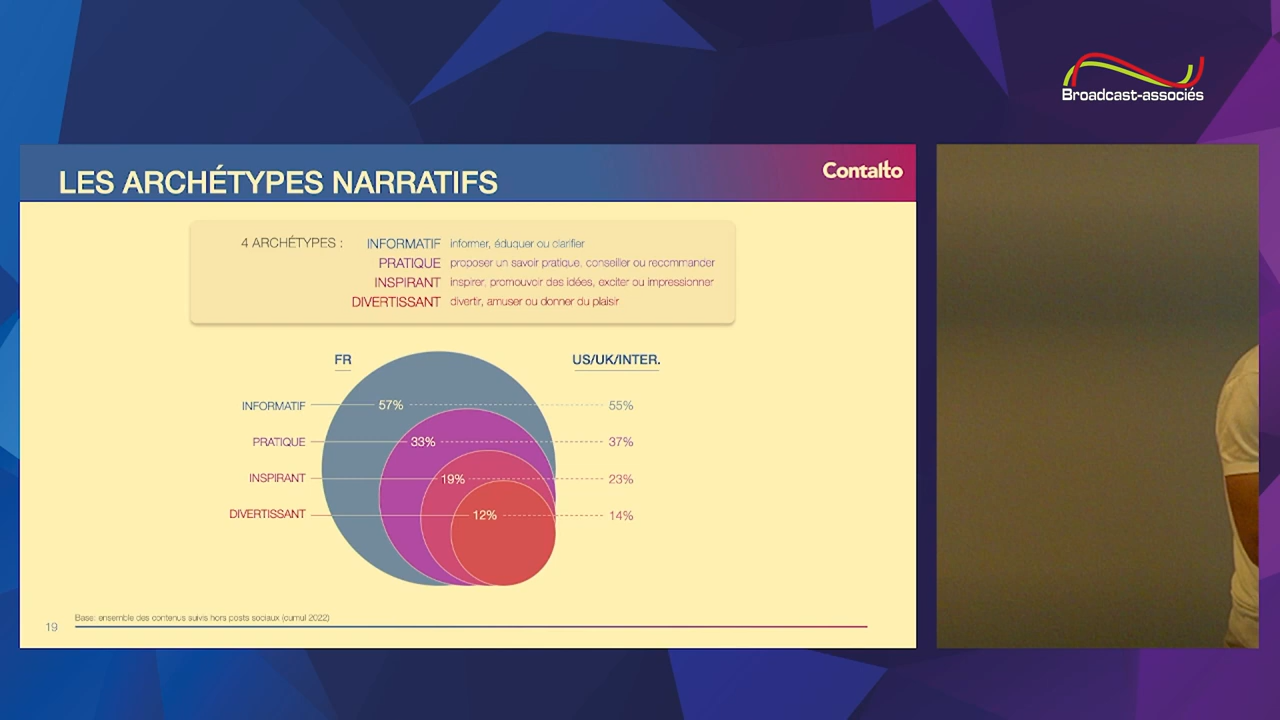 Broadcast-associés
LES ARCHÉTYPES NARRATIFS
Contalto
4 ARCHÉTYPES : INFORMATIF informer, éduquer ou clarifier
PRATIQUE proposer un savoir pratique, conseiller ou recommander
INSPIRANT inspirer, promouvoir des idées, exciter ou impressionner
DIVERTISSANT divertir, amuser ou donner du plaisir
FR US/UK/INTER.
INFORMATIF 57% 55%
PRATIQUE 33% 37%
INSPIRANT 19% 23%
DIVERTISSANT 12% 14%
Base: ensemble des contenus suivis hors posts sociaux (cumul 2022)
19